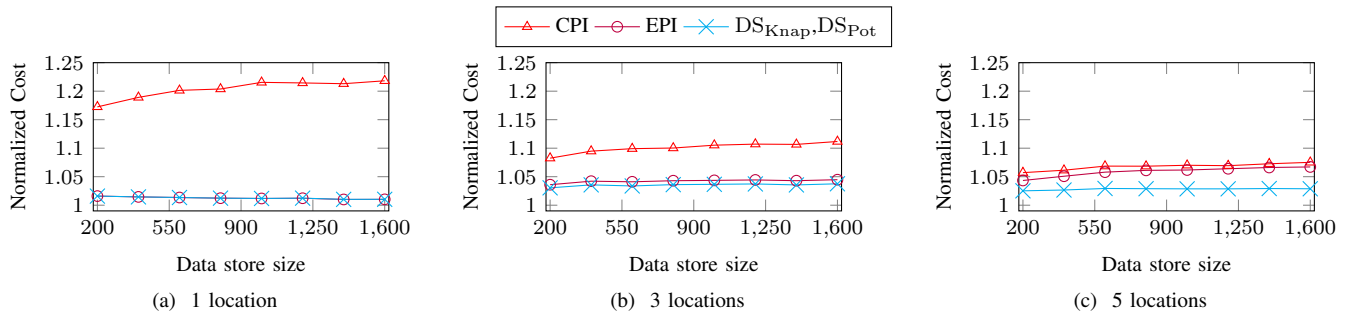 CPI EPI DS_Knap,DS_Pot
1.25
1.2
1.15
1.1
1.05
1
Normalized Cost
200 550 900 1,250 1,600
Data store size
(a) 1 location
1.25
1.2
1.15
1.1
1.05
1
Normalized Cost
200 550 900 1,250 1,600
Data store size
(b) 3 locations
1.25
1.2
1.15
1.1
1.05
1
Normalized Cost
200 550 900 1,250 1,600
Data store size
(c) 5 locations